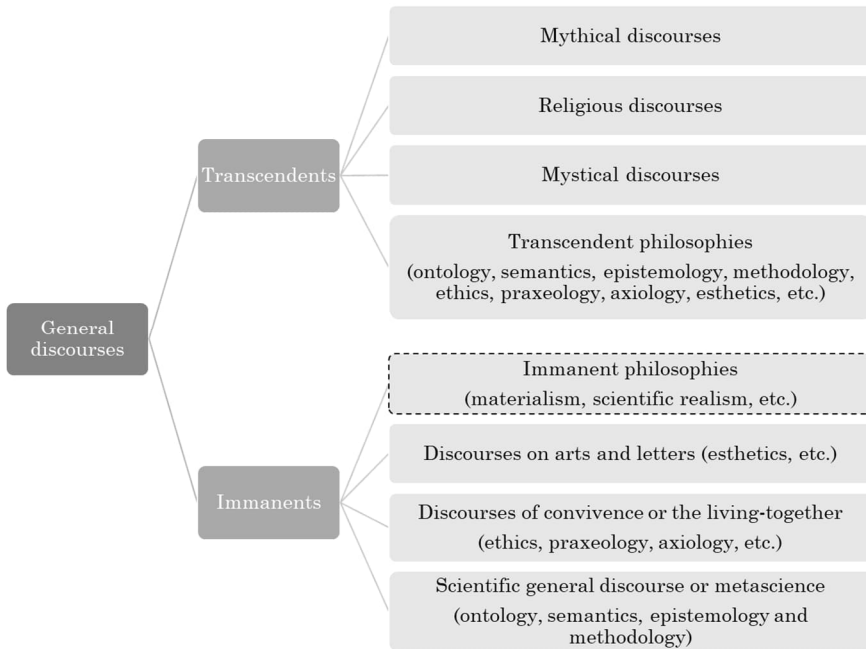 General
discourses
Transcendents
Mythical discourses
Religious discourses
Mystical discourses
Transcendent philosophies
(ontology, semantics, epistemology, methodology,
ethics, praxeology, axiology, esthetics, etc.)
Immanents
Immanent philosophies
(materialism, scientific realism, etc.)
Discourses on arts and letters (esthetics, etc.)
Discourses of convivence or the living-together
(ethics, praxeology, axiology, etc.)
Scientific general discourse or metascience
(ontology, semantics, epistemology and
methodology)